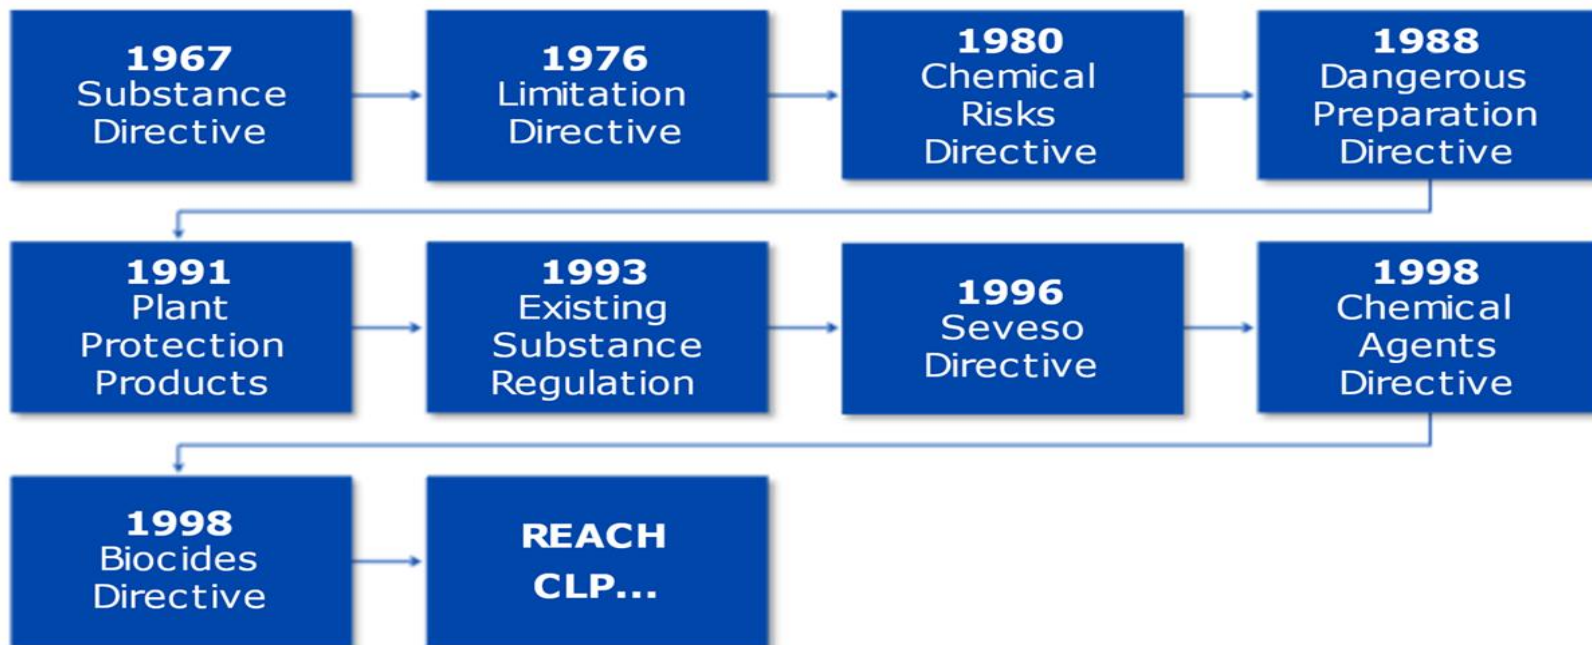 1967
Substance
Directive
1976
Limitation
Directive
1980
Chemical
Risks
Directive
1988
Dangerous
Preparation
Directive
1991
Plant
Protection
Products
1993
Existing
Substance
Regulation
1996
Seveso
Directive
1998
Chemical
Agents
Directive
1998
Biocides
Directive
REACH
CLP...